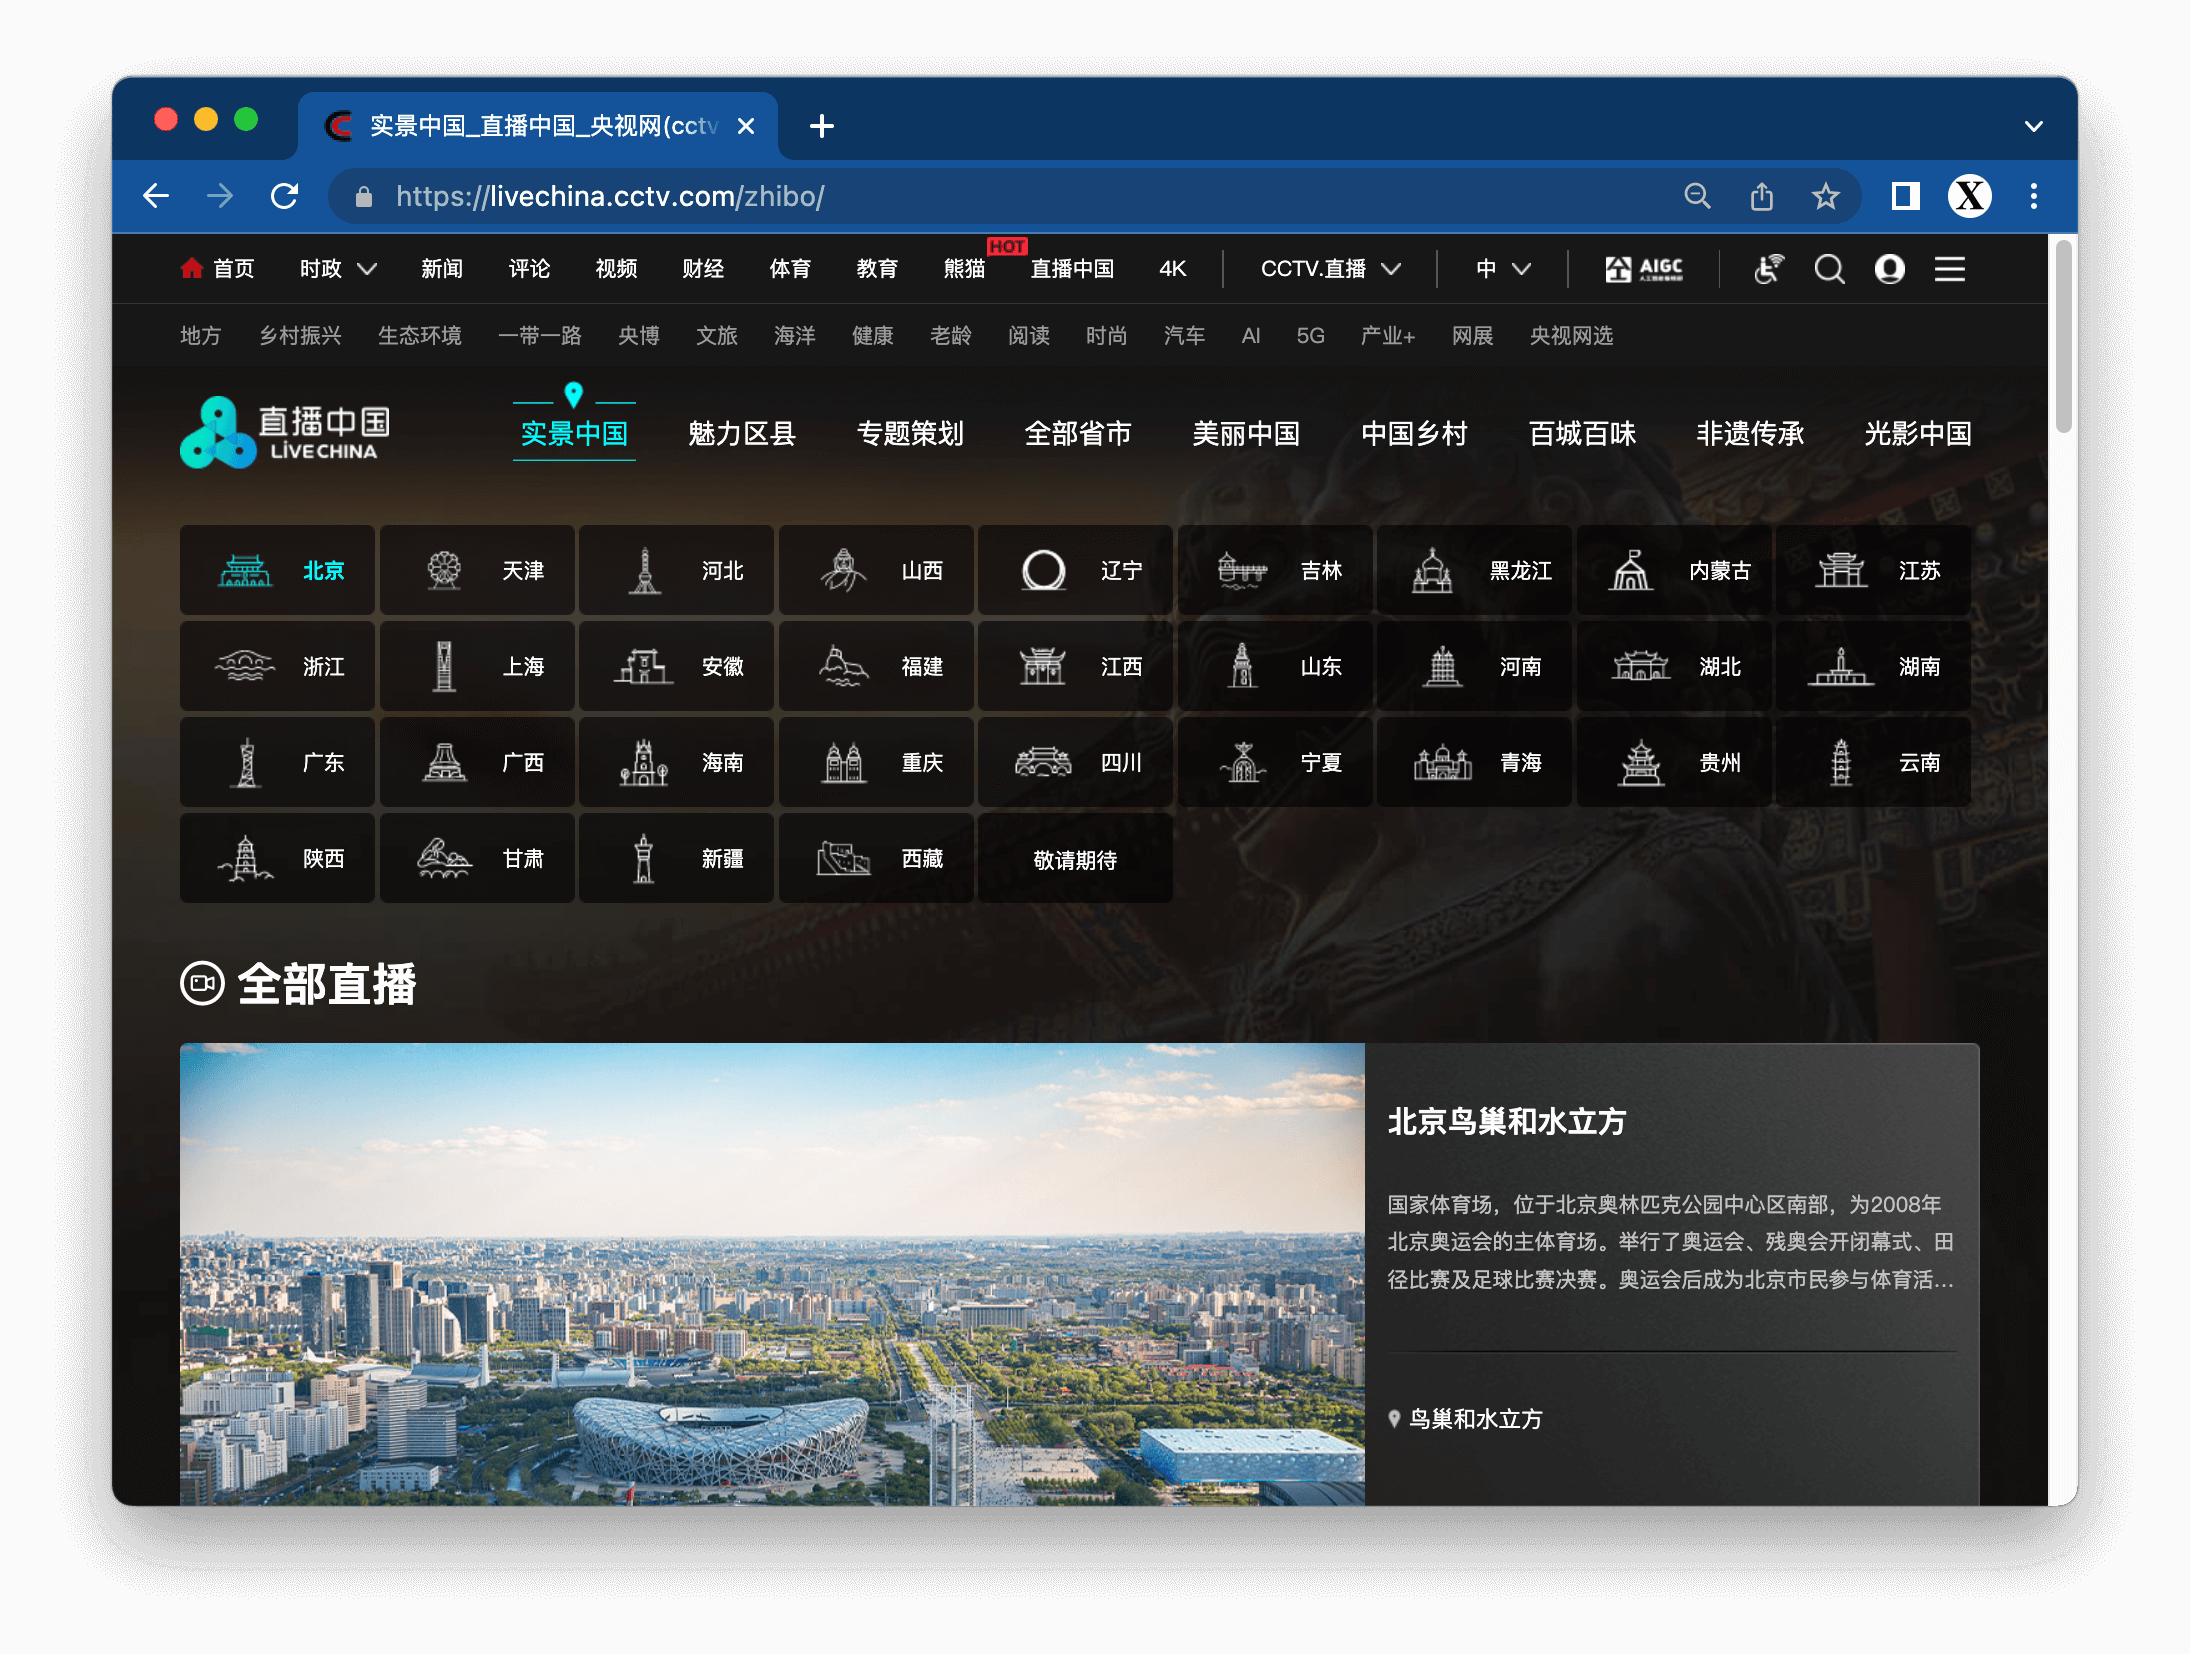 实景中国_直播中国_央视网(cctv
https://livechina.cctv.com/zhibo/
首页 时政 新闻 评论 视频 财经 体育 教育 熊猫 HOT 直播中国 4K CCTV.直播 中 AIGC
地方 乡村振兴 生态环境 一带一路 央博 文旅 海洋 健康 老龄 阅读 时尚 汽车 AI 5G 产业+ 网展 央视网选
直播中国
LIVE CHINA
实景中国 魅力区县 专题策划 全部省市 美丽中国 中国乡村 百城百味 非遗传承 光影中国
北京 天津 河北 山西 辽宁 吉林 黑龙江 内蒙古 江苏
浙江 上海 安徽 福建 江西 山东 河南 湖北 湖南
广东 广西 海南 重庆 四川 宁夏 青海 贵州 云南
陕西 甘肃 新疆 西藏 敬请期待
全部直播
北京鸟巢和水立方
国家体育场，位于北京奥林匹克公园中心区南部，为2008年
北京奥运会的主体育场。举行了奥运会、残奥会开闭幕式、田
径比赛及足球比赛决赛。奥运会后成为北京市民参与体育活...
鸟巢和水立方